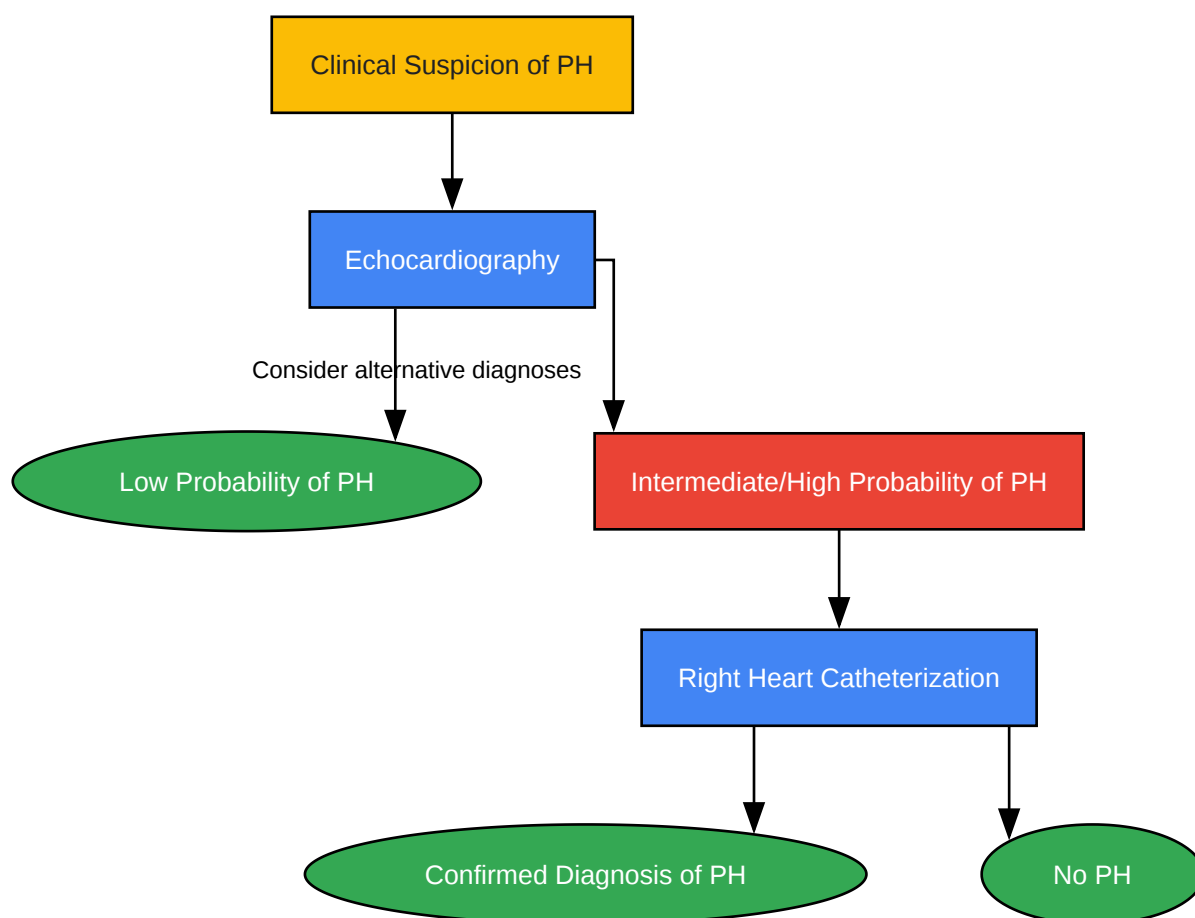 Clinical Suspicion of PH
Echocardiography
Consider alternative diagnoses
Low Probability of PH
Intermediate/High Probability of PH
Right Heart Catheterization
Confirmed Diagnosis of PH
No PH